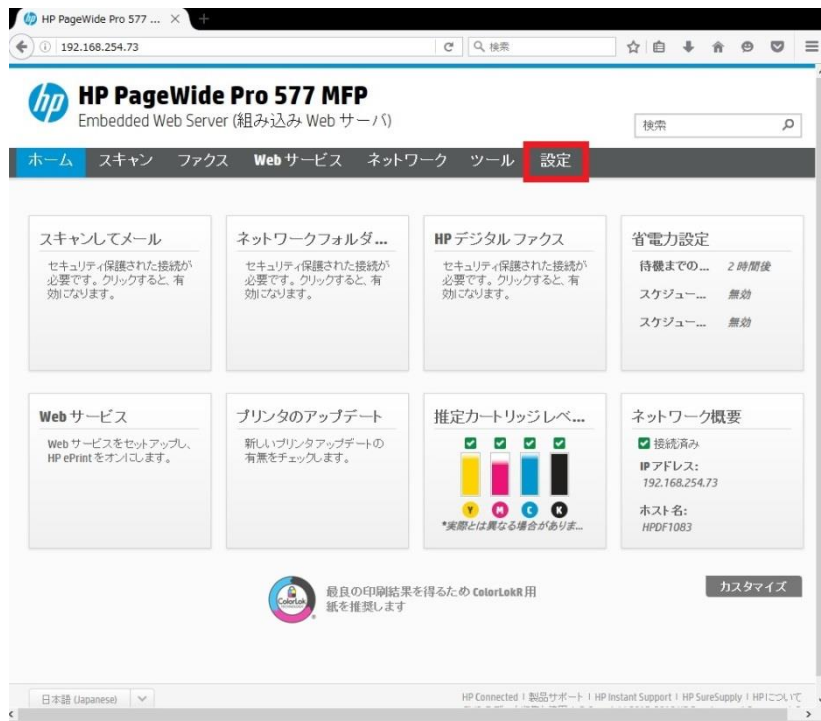 HP PageWide Pro 577 ...
192.168.254.73
検索
hp
HP PageWide Pro 577 MFP
Embedded Web Server (組み込み Web サーバ)
検索
ホーム スキャン ファクス Web サービス ネットワーク ツール 設定
スキャンしてメール
セキュリティ保護された接続が
必要です。クリックすると、有
効になります。
ネットワークフォルダ...
セキュリティ保護された接続が
必要です。クリックすると、有
効になります。
HP デジタル ファクス
セキュリティ保護された接続が
必要です。クリックすると、有
効になります。
省電力設定
待機までの... 2 時間後
スケジュー... 無効
スケジュー... 無効
Web サービス
Web サービスをセットアップし、
HP ePrint をオンにします。
プリンタのアップデート
新しいプリンタアップデートの
有無をチェックします。
推定カートリッジ レベ...
Y M C K
*実際とは異なる場合がありま...
ネットワーク概要
接続済み
IP アドレス:
192.168.254.73
ホスト名:
HPDF1083
ColorLok
最良の印刷結果を得るため ColorLokR 用
紙を推奨します
カスタマイズ
日本語 (Japanese)
HP Connected | 製品サポート | HP Instant Support | HP SureSupply | HPについて